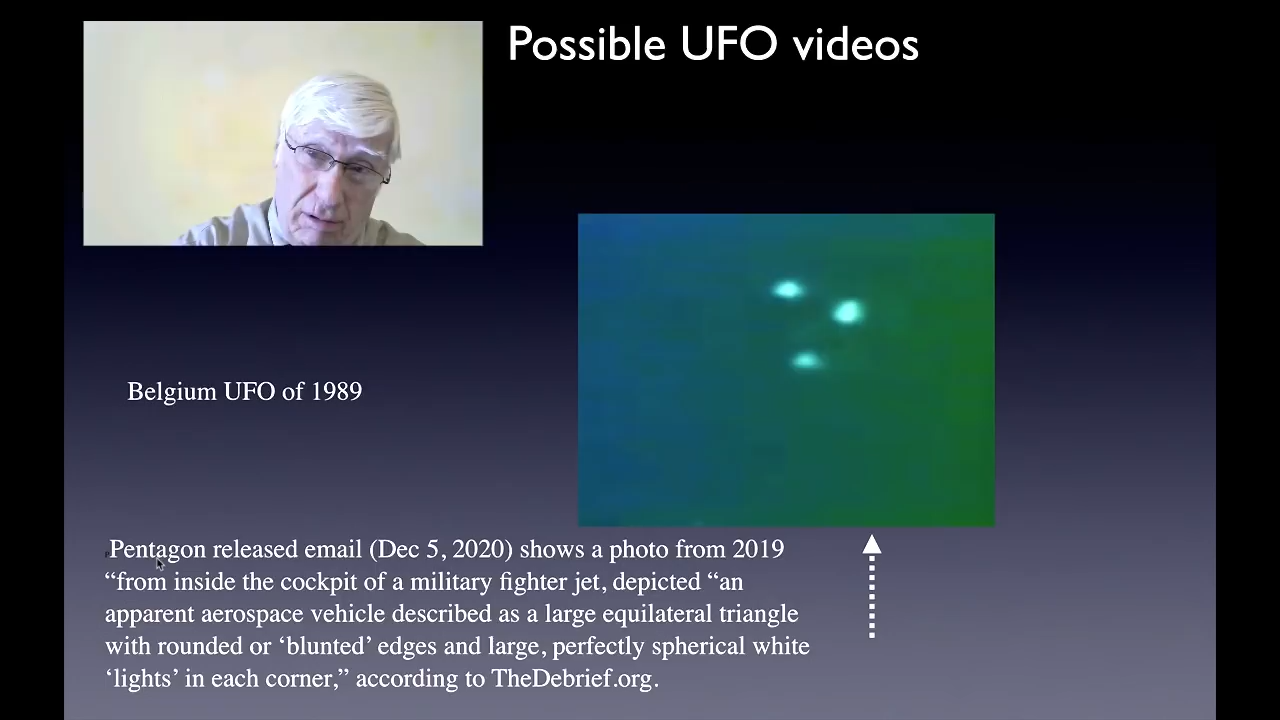 Possible UFO videos
Belgium UFO of 1989
Pentagon released email (Dec 5, 2020) shows a photo from 2019
“from inside the cockpit of a military fighter jet, depicted “an
apparent aerospace vehicle described as a large equilateral triangle
with rounded or ‘blunted’ edges and large, perfectly spherical white
‘lights’ in each corner,” according to TheDebrief.org.